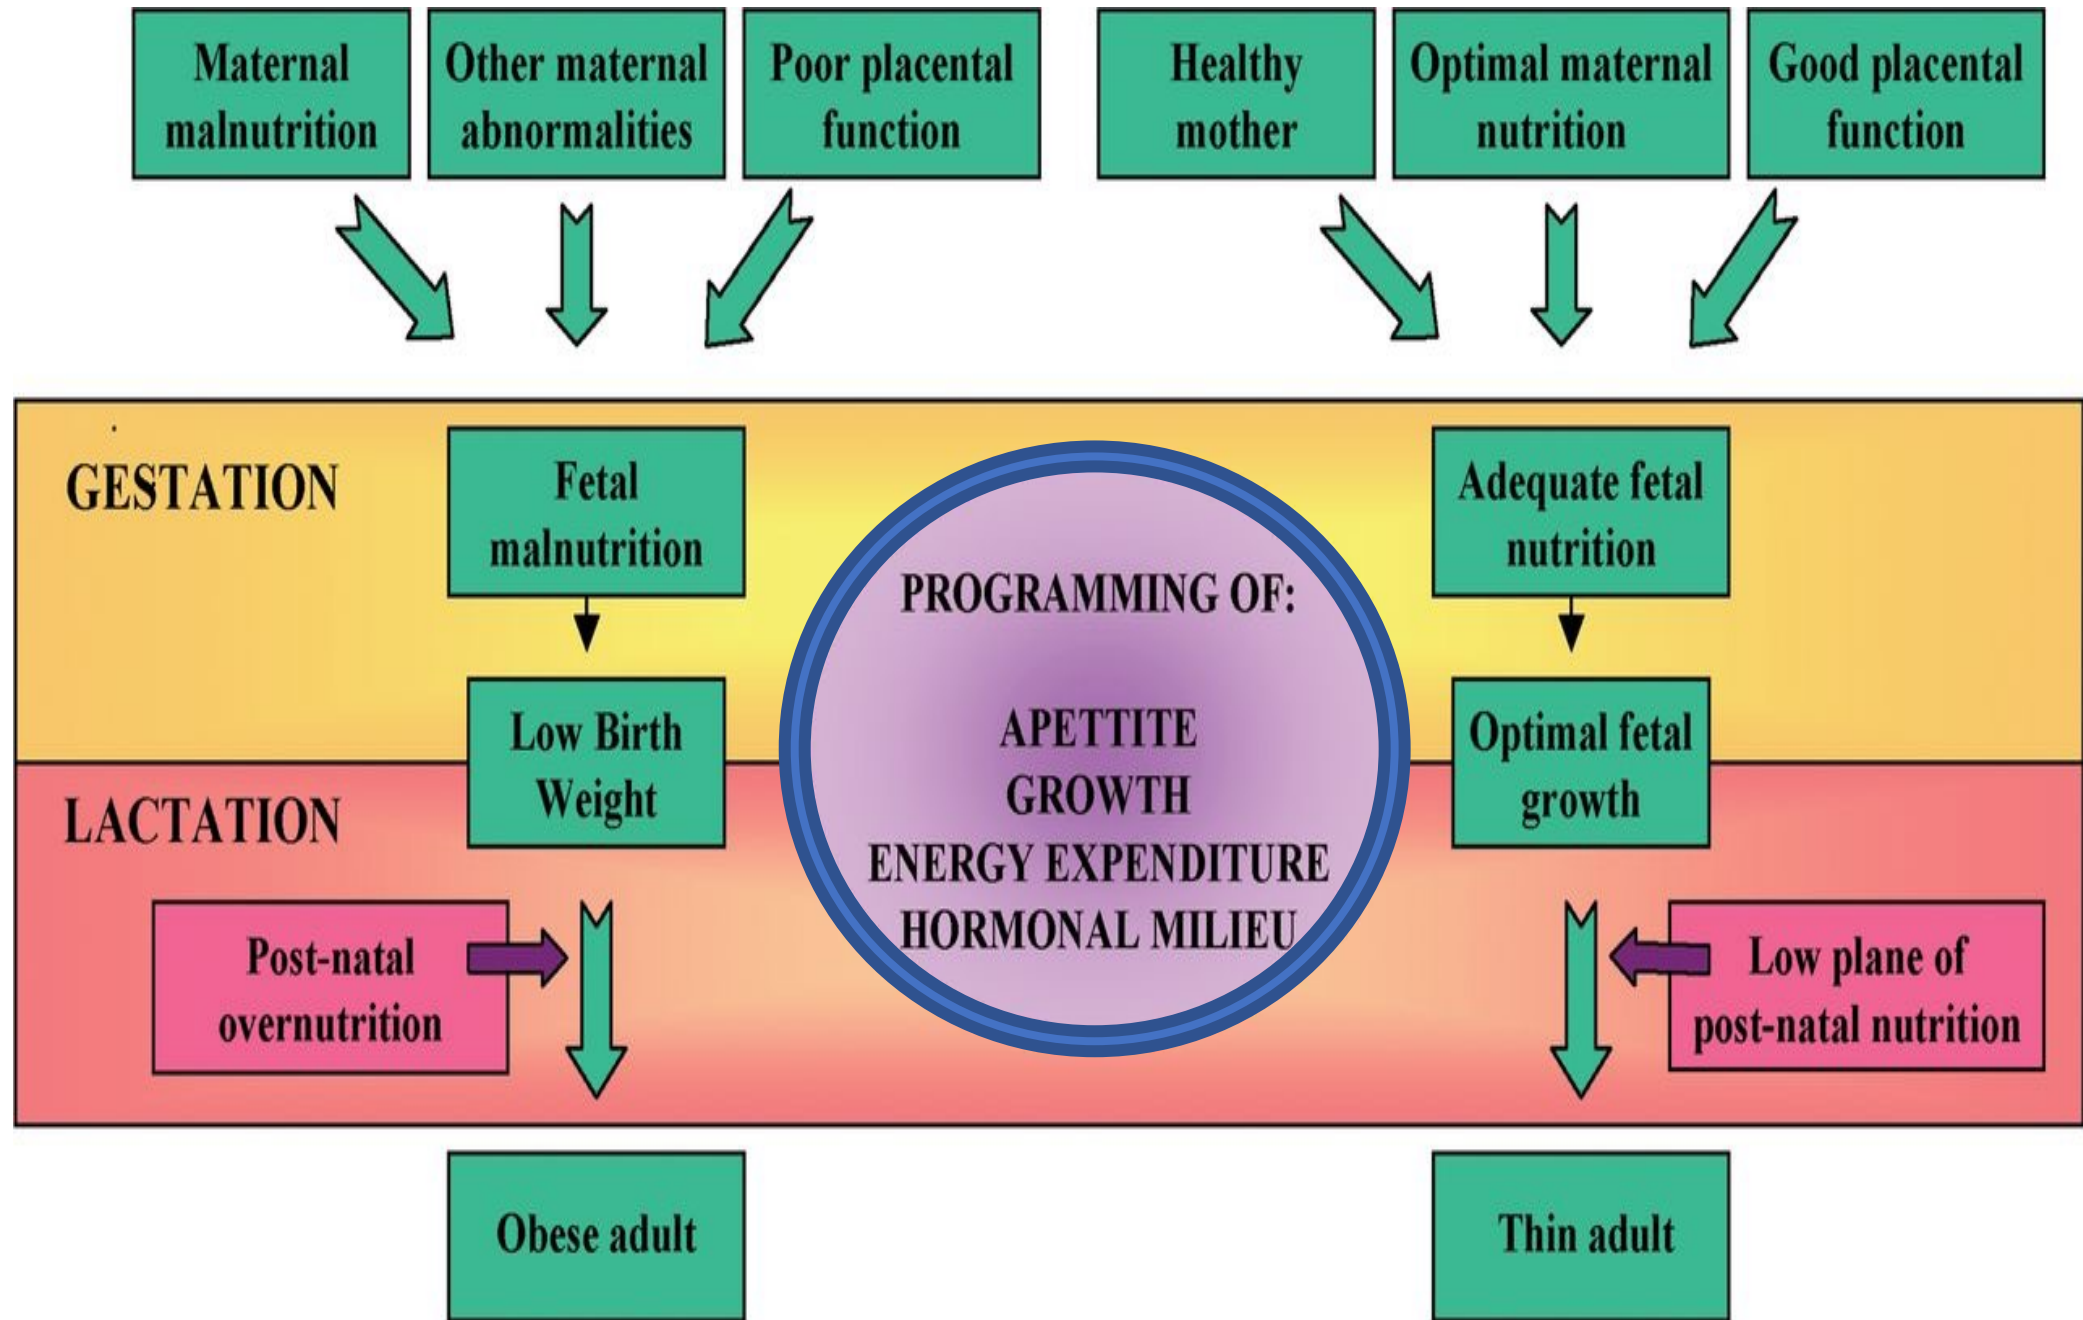 Maternal
malnutrition
Other maternal
abnormalities
Poor placental
function
Healthy
mother
Optimal maternal
nutrition
Good placental
function
GESTATION
Fetal
malnutrition
Adequate fetal
nutrition
PROGRAMMING OF:
APETTITE
GROWTH
ENERGY EXPENDITURE
HORMONAL MILIEU
Low Birth
Weight
Optimal fetal
growth
LACTATION
Post-natal
overnutrition
Low plane of
post-natal nutrition
Obese adult
Thin adult